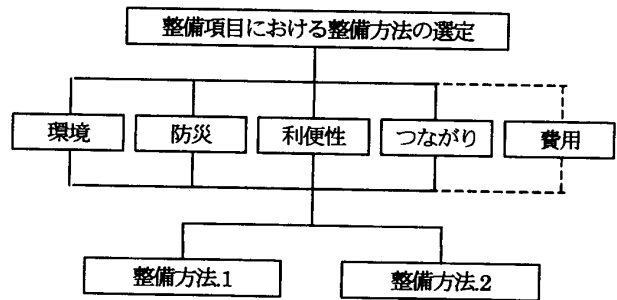 整備項目における整備方法の選定
環境
防災
利便性
つながり
費用
整備方法.1
整備方法.2